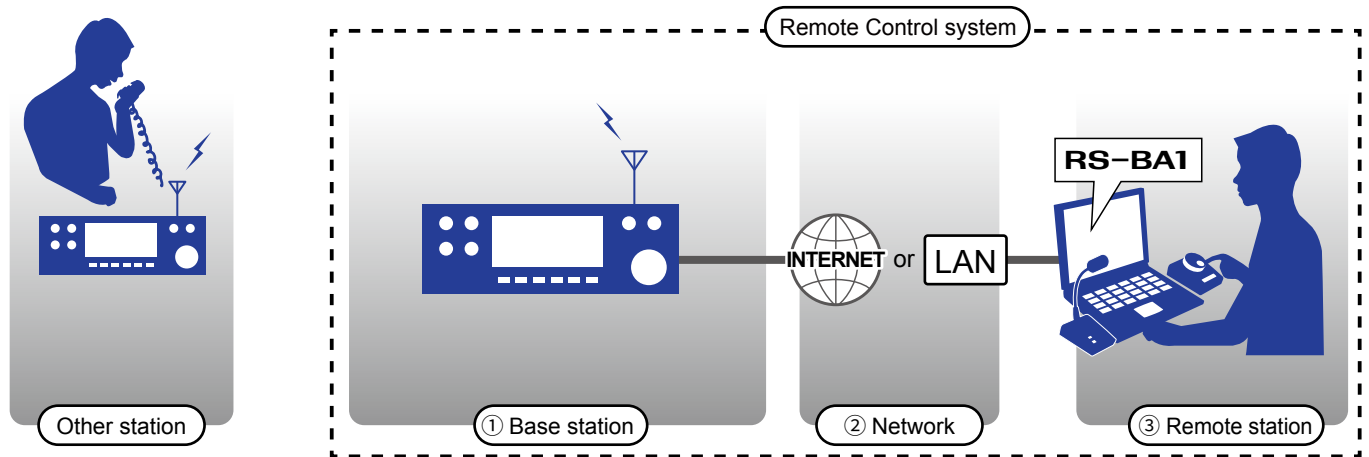 Remote Control system
RS-BA1
INTERNET or LAN
Other station
① Base station
② Network
③ Remote station